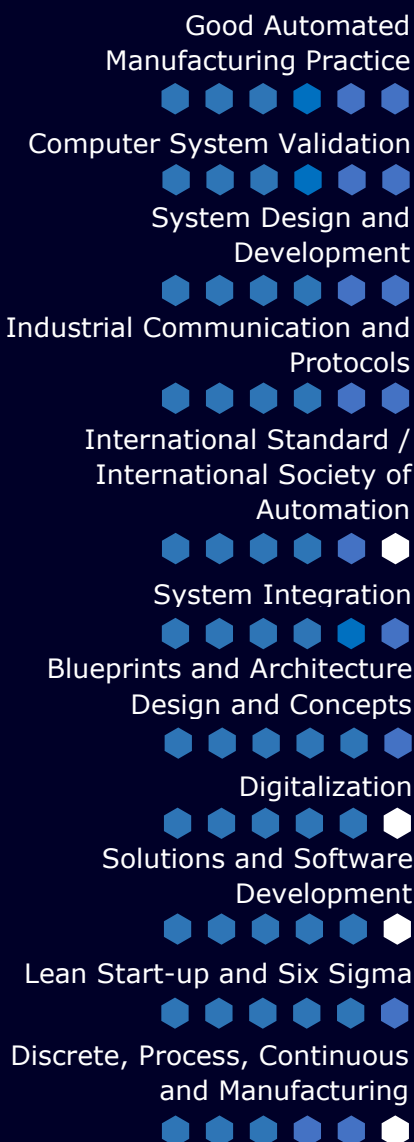 Good Automated
Manufacturing Practice
Computer System Validation
System Design and
Development
Industrial Communication and
Protocols
International Standard /
International Society of
Automation
System Integration
Blueprints and Architecture
Design and Concepts
Digitalization
Solutions and Software
Development
Lean Start-up and Six Sigma
Discrete, Process, Continuous
and Manufacturing